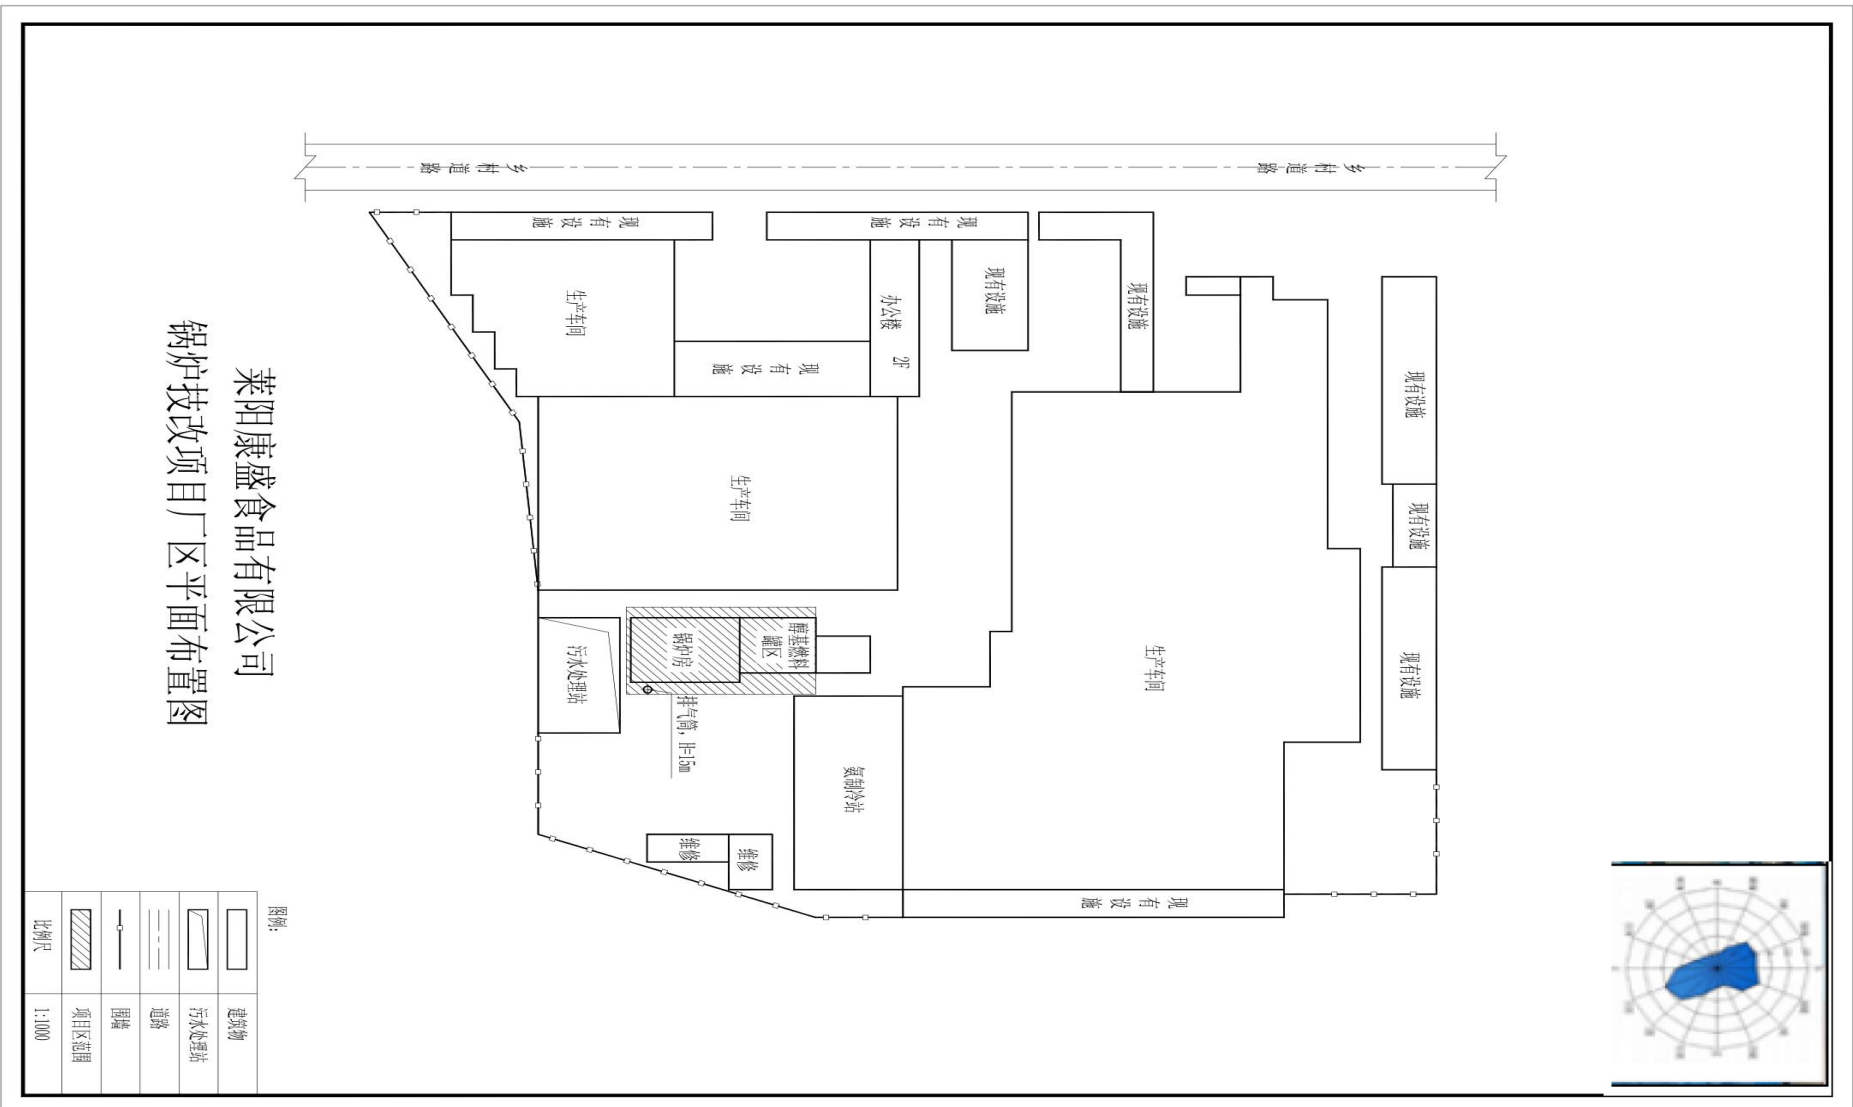 莱阳康盛食品有限公司
锅炉技改项目厂区平面布置图
乡村道路
乡村道路
现有设施
现有设施
生产车间
现有设施
办公楼 2F
现有设施
现有设施
现有设施
现有设施
现有设施
生产车间
生产车间
锅炉房
醇基燃料
罐区
污水处理站
排气筒，H=15m
氨制冷站
维修
维修
现有设施
图例：
建筑物
污水处理站
道路
围墙
项目区范围
比例尺 1:1000